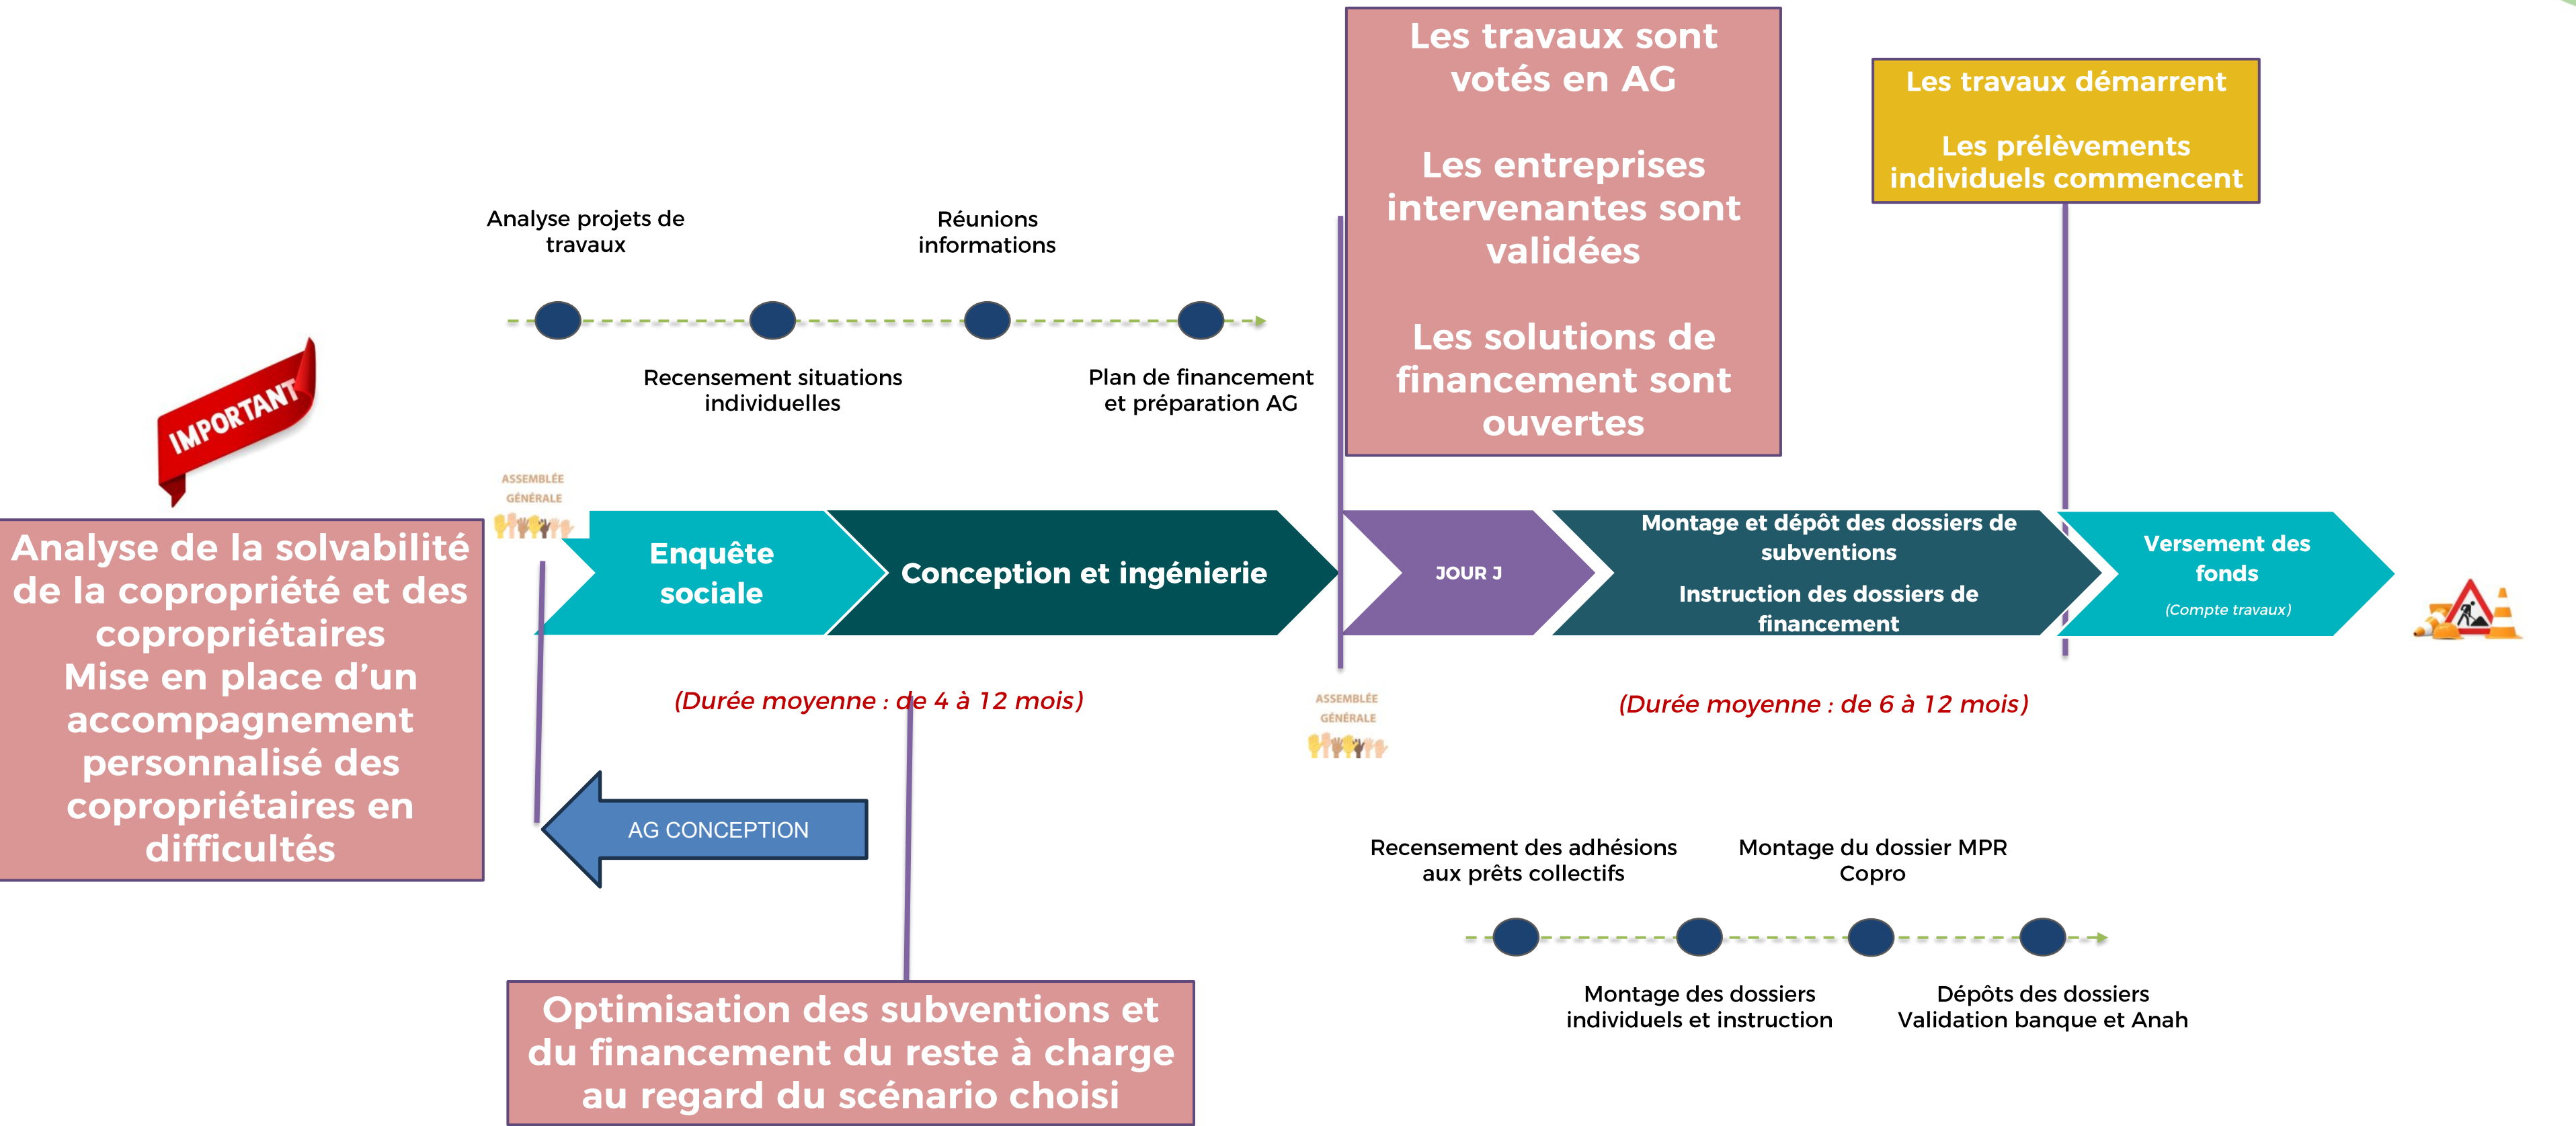 Les travaux sont
votés en AG
Les entreprises
intervenantes sont
validées
Les solutions de
financement sont
ouvertes
Les travaux démarrent
Les prélèvements
individuels commencent
Analyse projets de
travaux
Réunions
informations
Recensement situations
individuelles
Plan de financement
et préparation AG
IMPORTANT
Analyse de la solvabilité
de la copropriété et des
copropriétaires
Mise en place d’un
accompagnement
personnalisé des
copropriétaires en
difficultés
ASSEMBLÉE
GÉNÉRALE
Enquête
sociale
Conception et ingénierie
JOUR J
Montage et dépôt des dossiers de
subventions
Instruction des dossiers de
financement
Versement des
fonds
(Compte travaux)
(Durée moyenne : de 4 à 12 mois)
ASSEMBLÉE
GÉNÉRALE
(Durée moyenne : de 6 à 12 mois)
AG CONCEPTION
Recensement des adhésions
aux prêts collectifs
Montage du dossier MPR
Copro
Montage des dossiers
individuels et instruction
Dépôts des dossiers
Validation banque et Anah
Optimisation des subventions et
du financement du reste à charge
au regard du scénario choisi